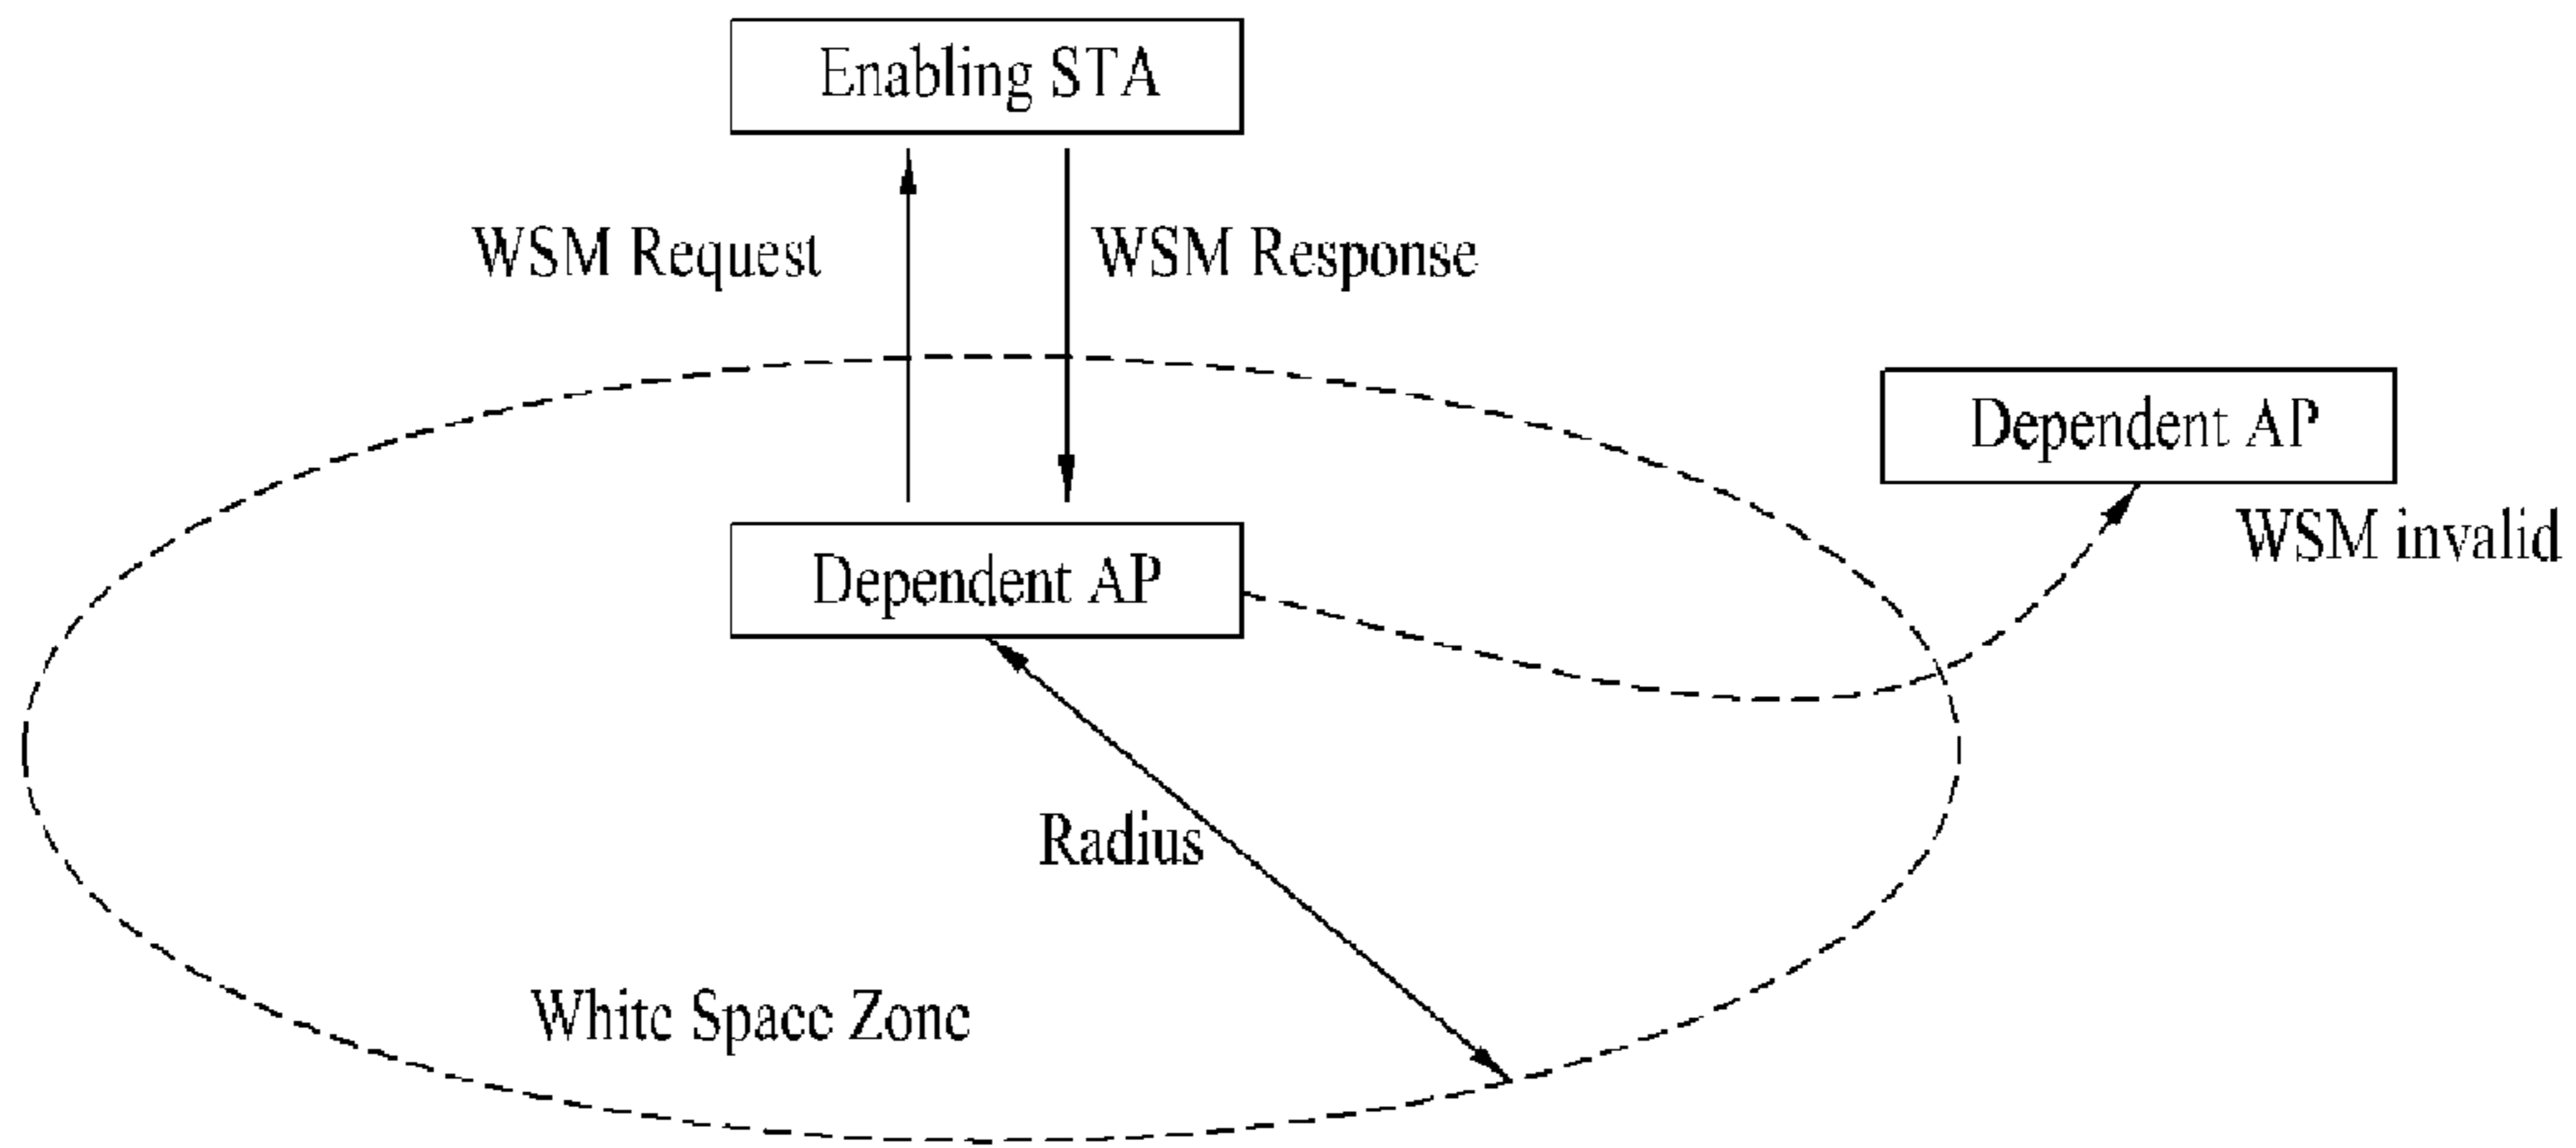 Enabling STA
WSM Request
WSM Response
Dependent AP
Dependent AP
WSM invalid
Radius
White Space Zone